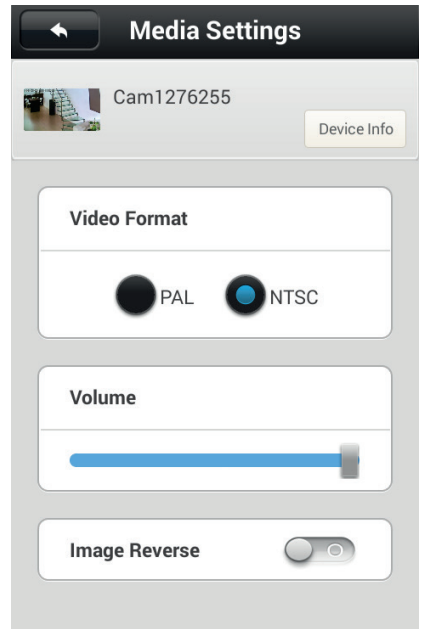 Media Settings
Cam1276255
Device Info
Video Format
PAL NTSC
Volume
Image Reverse